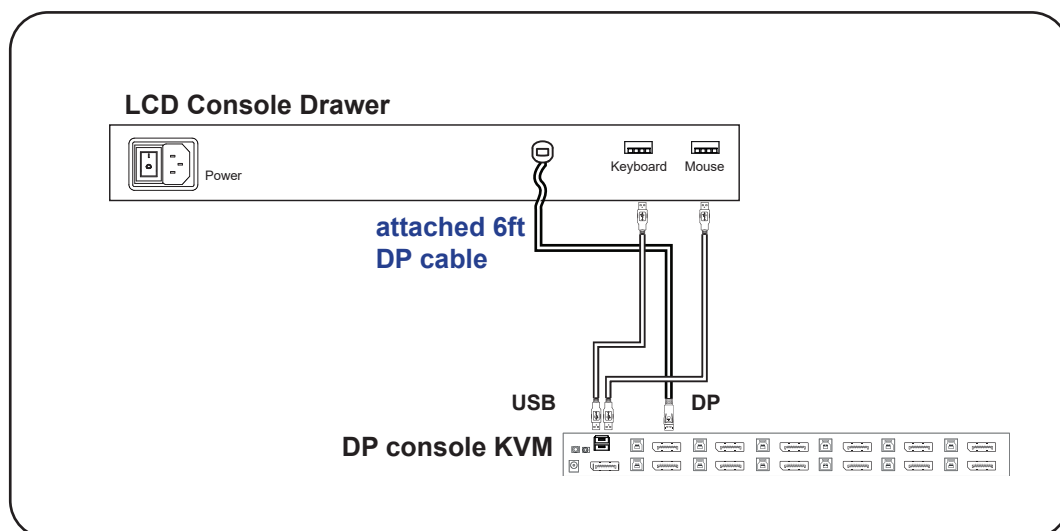 LCD Console Drawer
Power
Keyboard
Mouse
attached 6ft
DP cable
USB
DP
DP console KVM